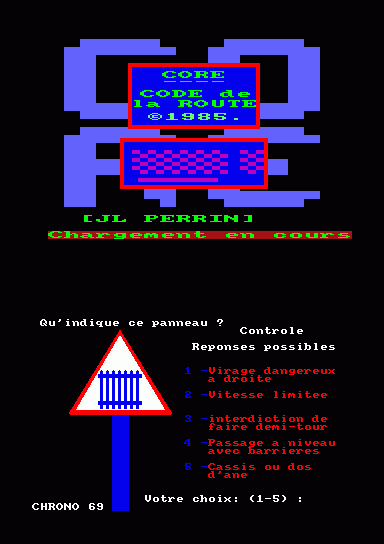 CORE
CODE de
la ROUTE
©1985.
[JL PERRIN]
Chargement en cours
Qu'indique ce panneau ?
Controle
Reponses possibles
1 -Virage dangereux
a droite
2 -Vitesse limitee
3 -interdiction de
faire demi-tour
4 -Passage a niveau
avec barrieres
5 -Cassis ou dos
d'ane
Votre choix: (1-5) :
CHRONO 69